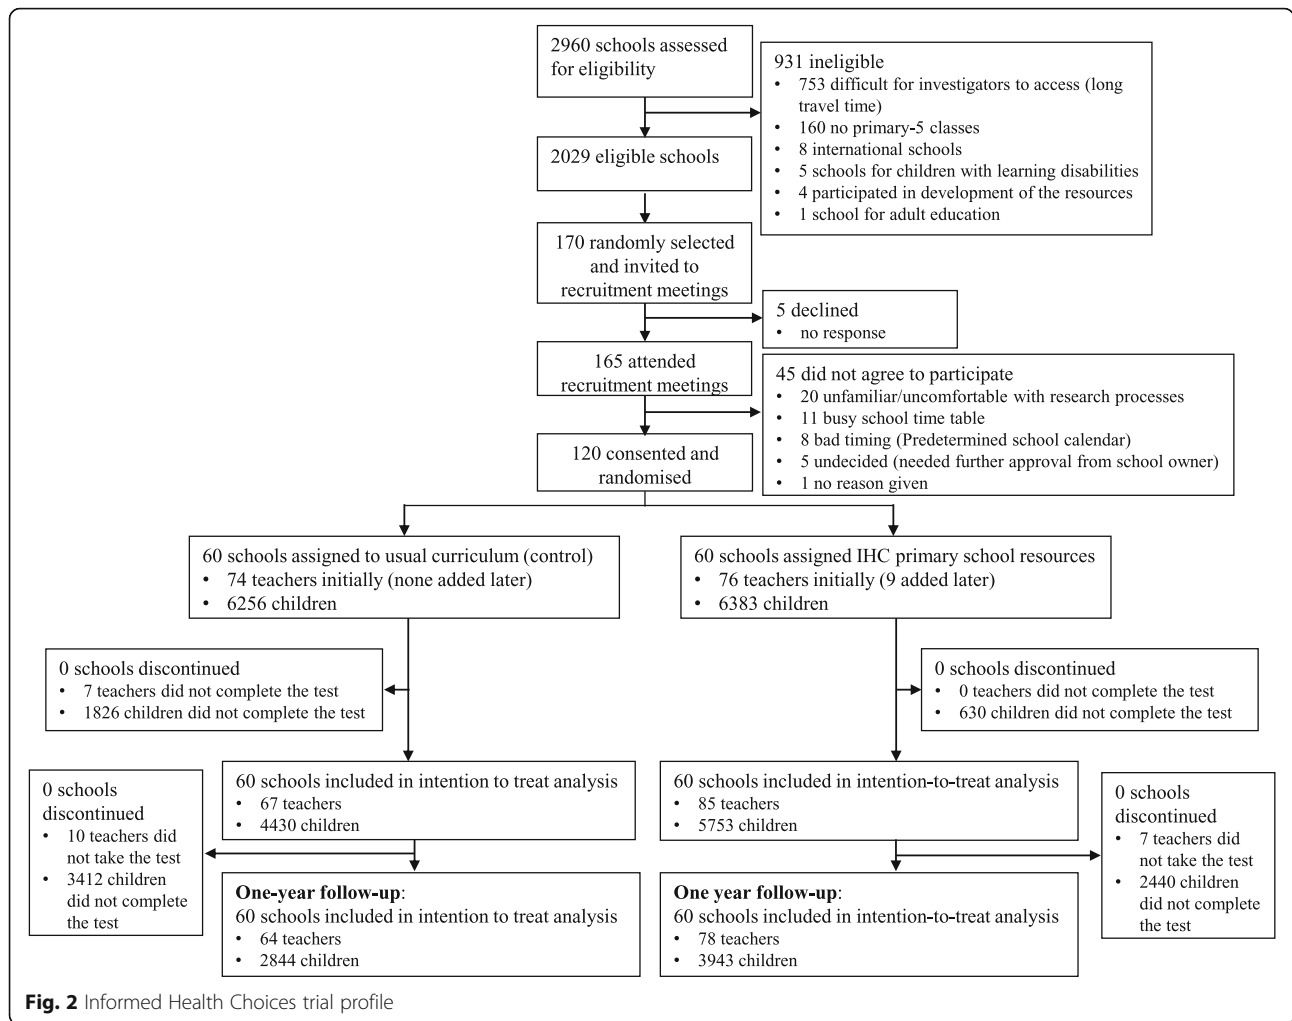 2960 schools assessed
for eligibility
931 ineligible
• 753 difficult for investigators to access (long
travel time)
• 160 no primary-5 classes
• 8 international schools
• 5 schools for children with learning disabilities
• 4 participated in development of the resources
• 1 school for adult education
2029 eligible schools
170 randomly selected
and invited to
recruitment meetings
5 declined
• no response
165 attended
recruitment meetings
45 did not agree to participate
• 20 unfamiliar/uncomfortable with research processes
• 11 busy school time table
• 8 bad timing (Predetermined school calendar)
• 5 undecided (needed further approval from school owner)
• 1 no reason given
120 consented and
randomised
60 schools assigned to usual curriculum (control)
• 74 teachers initially (none added later)
• 6256 children
60 schools assigned IHC primary school resources
• 76 teachers initially (9 added later)
• 6383 children
0 schools discontinued
• 7 teachers did not complete the test
• 1826 children did not complete the test
0 schools discontinued
• 0 teachers did not complete the test
• 630 children did not complete the test
60 schools included in intention to treat analysis
• 67 teachers
• 4430 children
60 schools included in intention-to-treat analysis
• 85 teachers
• 5753 children
0 schools
discontinued
• 10 teachers did
not take the test
• 3412 children
did not complete
the test
0 schools
discontinued
• 7 teachers did
not take the test
• 2440 children
did not complete
the test
One-year follow-up:
60 schools included in intention to treat analysis
• 64 teachers
• 2844 children
One year follow-up:
60 schools included in intention-to-treat analysis
• 78 teachers
• 3943 children
Fig. 2 Informed Health Choices trial profile